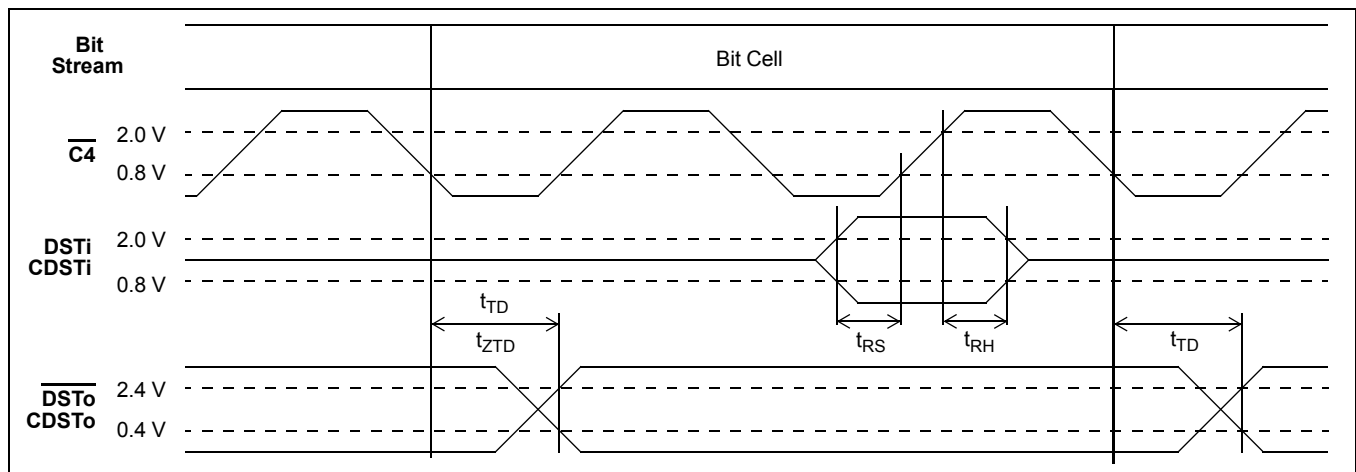 Bit
Stream
Bit Cell
C4
2.0 V
0.8 V
DSTi
CDSTi
2.0 V
0.8 V
tTD
tZTD
tRS
tRH
tTD
DSTo
CDSTo
2.4 V
0.4 V